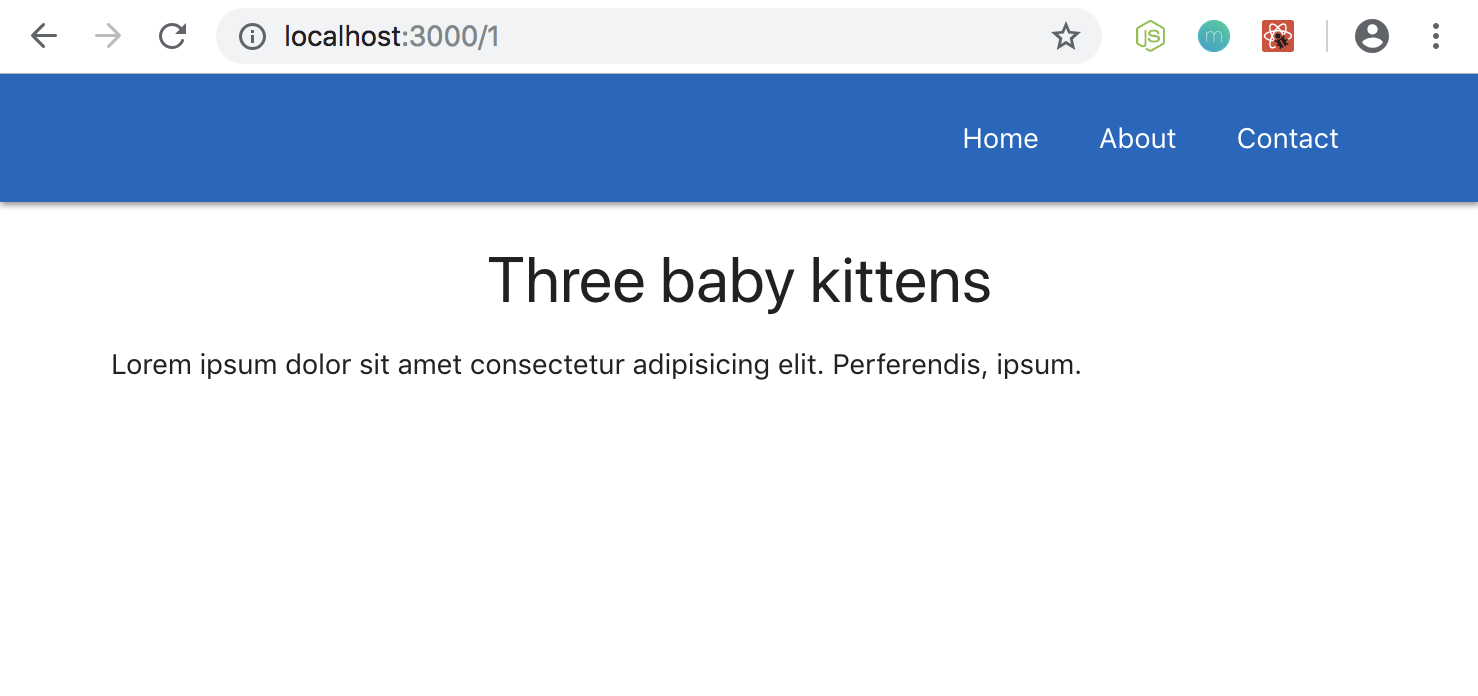 localhost:3000/1
JS
m
Home About Contact
Three baby kittens
Lorem ipsum dolor sit amet consectetur adipisicing elit. Perferendis, ipsum.